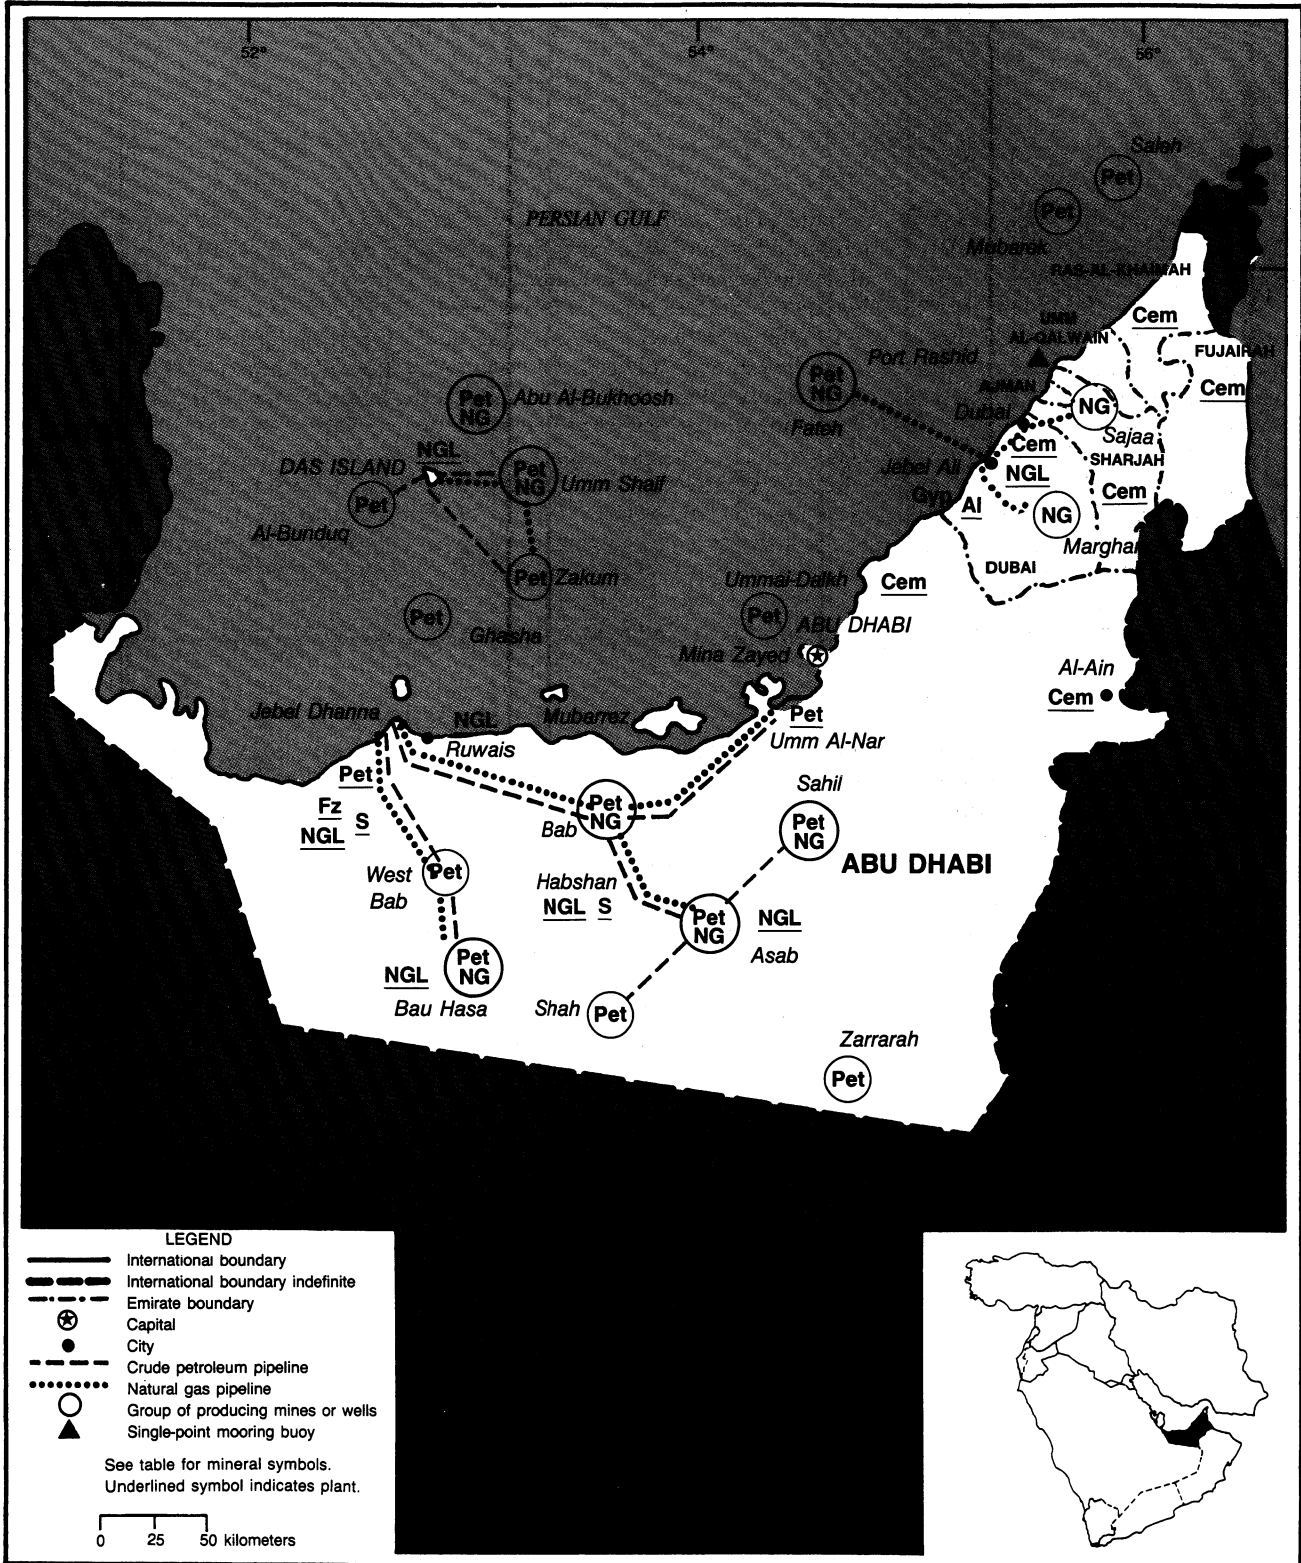 52°
54°
56°
Saleh
Pet
Pet
PERSIAN GULF
Mubarek
RAS-AL-KHAIMAH
UMM
AL-QALWAIN
Cem
FUJAIRAH
Port Rashid
Pet
NG
AJMAN
Cem
Pet
NG
Abu Al-Bukhoosh
Dubai
NG
Fateh
Sajaa
Cem
NGL
DAS ISLAND
Pet
NG
Umm Shaif
Jebel Ali
NGL
SHARJAH
Pet
Gyp
Al
Cem
NG
Al-Bunduq
Marghar
Pet
Zakum
Ummai-Dalkh
Cem
DUBAI
Pet
Ghasha
Pet
ABU DHABI
Mina Zayed
Al-Ain
Cem
Jebel Dhanna
NGL
Mubarrez
Pet
Ruwais
Umm Al-Nar
Pet
Sahil
Fz
NGL
S
Pet
NG
Bab
Pet
NG
ABU DHABI
West
Bab
Pet
Habshan
NGL S
Pet
NG
NGL
Asab
Pet
NG
NGL
Bau Hasa
Shah
Pet
Zarrarah
Pet
LEGEND
International boundary
International boundary indefinite
Emirate boundary
Capital
City
Crude petroleum pipeline
Natural gas pipeline
Group of producing mines or wells
Single-point mooring buoy
See table for mineral symbols.
Underlined symbol indicates plant.
0 25 50 kilometers